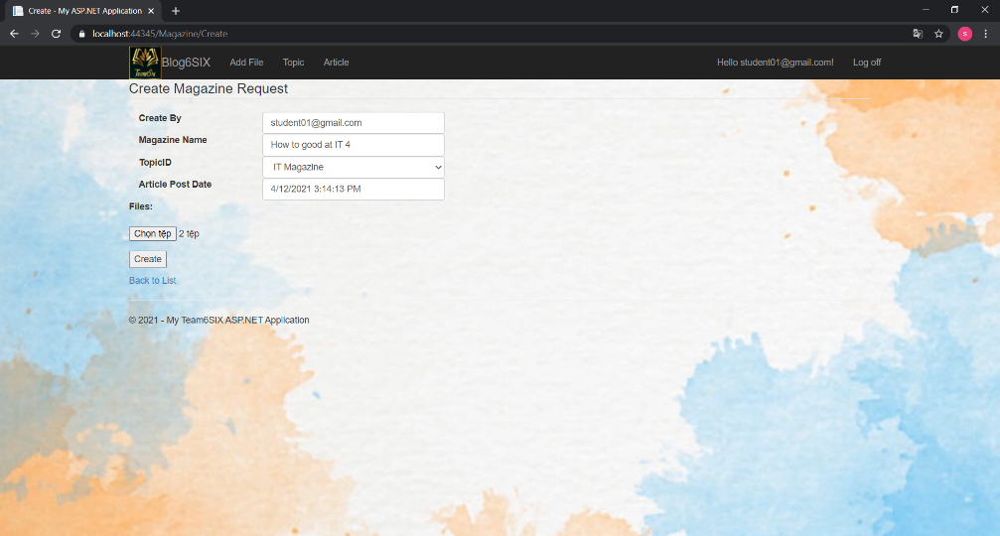 Create - My ASP.NET Application
localhost:44345/Magazine/Create
S
TeamSix
Blog6SIX Add File Topic Article Hello student01@gmail.com! Log off
Create Magazine Request
Create By student01@gmail.com
Magazine Name How to good at IT 4
TopicID IT Magazine
Article Post Date 4/12/2021 3:14:13 PM
Files:
Chọn tệp 2 tệp
Create
Back to List
© 2021 - My Team6SIX ASP.NET Application